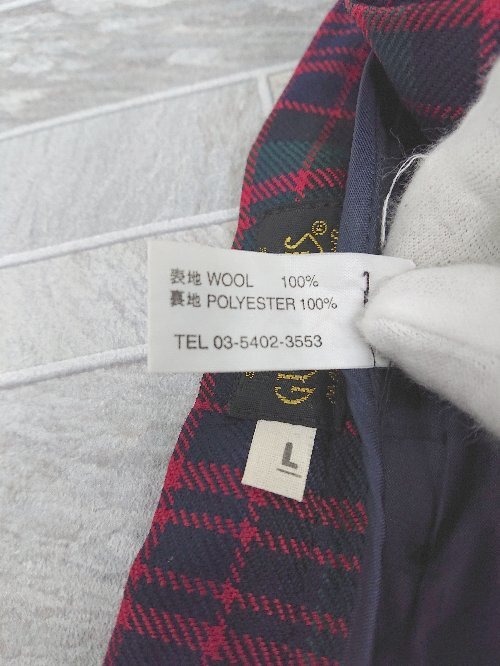 表地 WOOL 100%
裏地 POLYESTER 100%
TEL 03-5402-3553
L